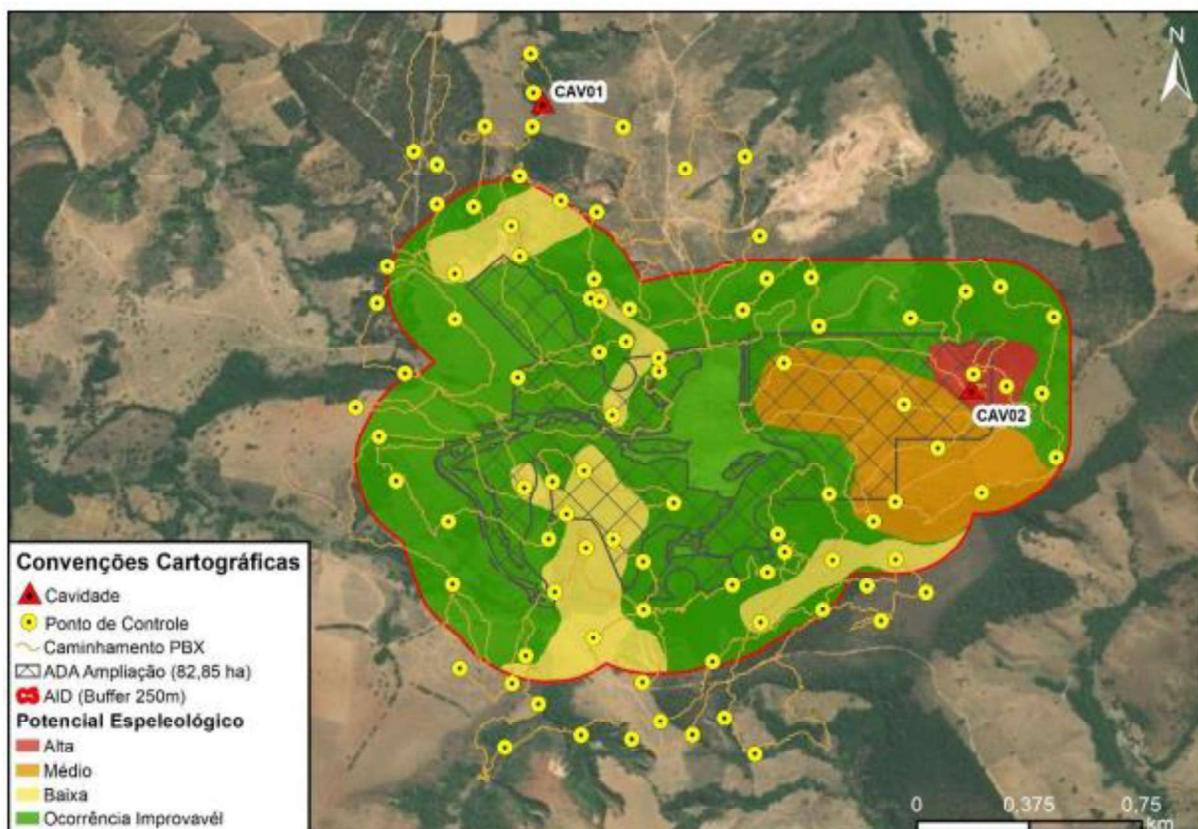 N
CAV01
CAV02
Convenções Cartográficas
Cavidade
Ponto de Controle
Caminhamento PBX
ADA Ampliação (82,85 ha)
AID (Buffer 250m)
Potencial Espeleológico
Alta
Médio
Baixa
Ocorrência Improvavél
0 0,375 0,75
km